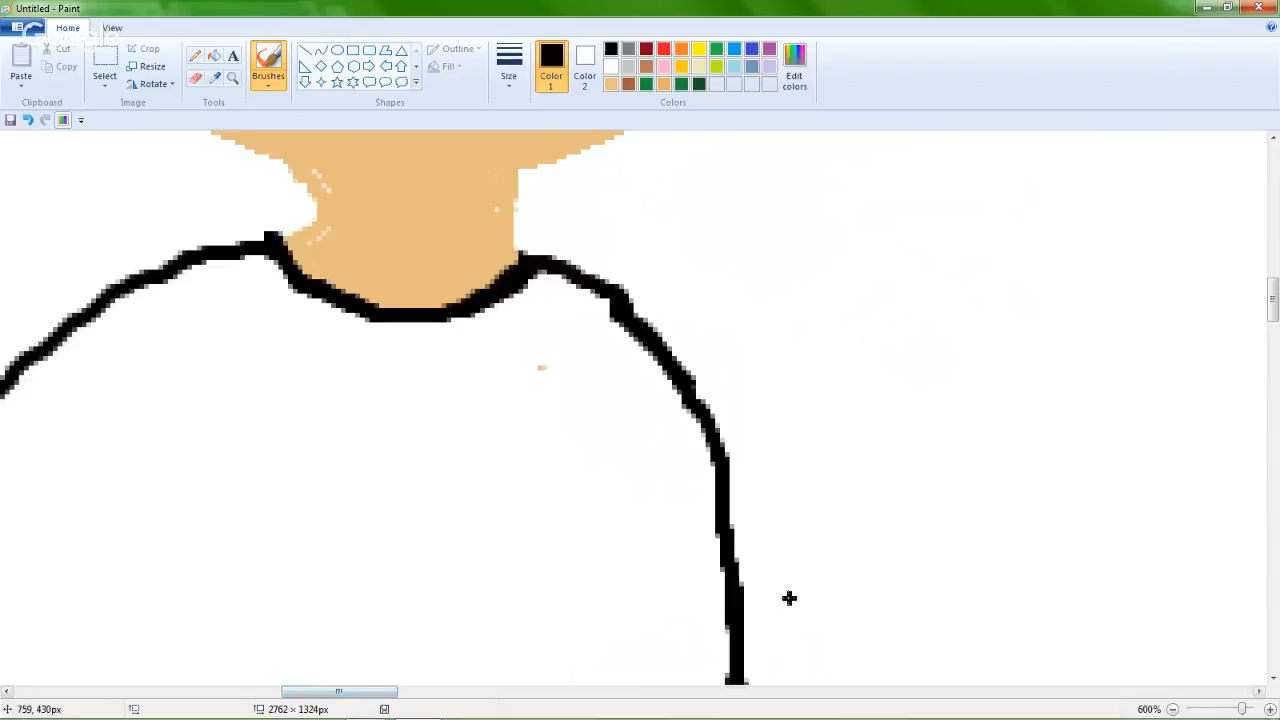 Untitled - Paint
Home View
Paste
Cut
Copy
Clipboard
Select
Crop
Resize
Rotate
Image
A
Tools
Brushes
Outline
Fill
Shapes
Size
Color 1
Color 2
Edit colors
Colors
759, 430px
2762 × 1324px
600%